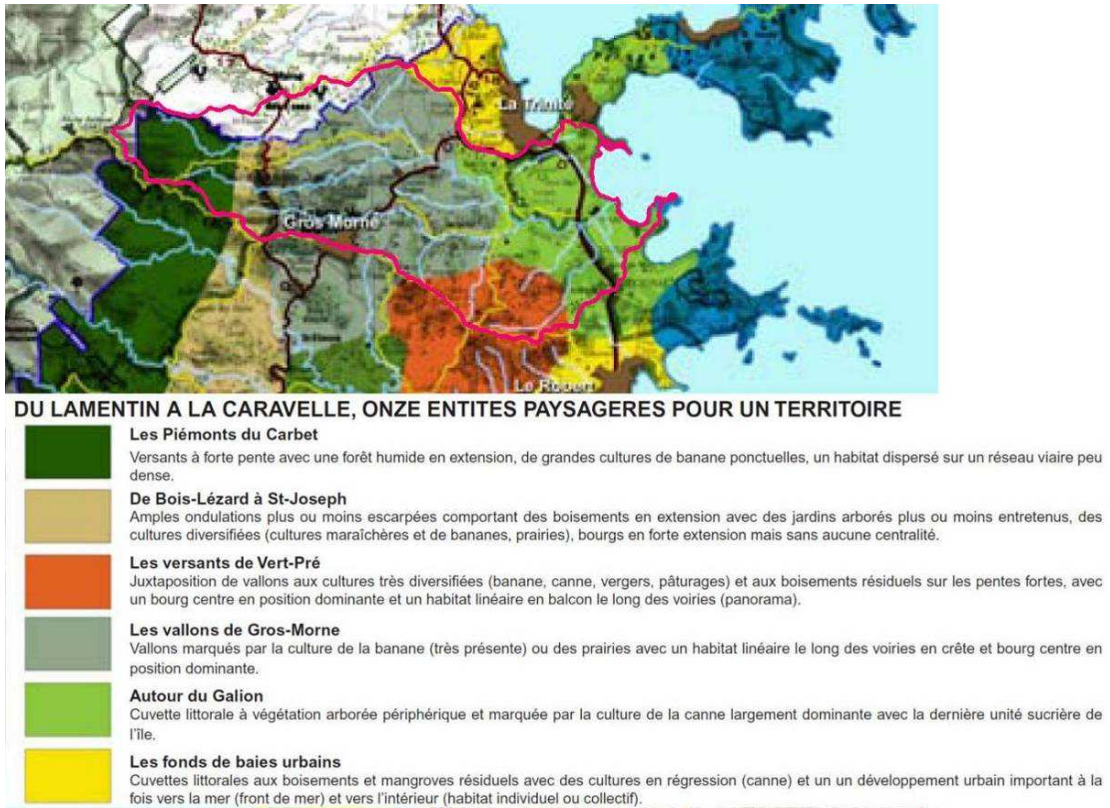 La Trinité
Gros Morne
Le Robert
DU LAMENTIN A LA CARAVELLE, ONZE ENTITES PAYSAGERES POUR UN TERRITOIRE
Les Piémonts du Carbet
Versants à forte pente avec une forêt humide en extension, de grandes cultures de banane ponctuelles, un habitat dispersé sur un réseau viaire peu
dense.
De Bois-Lézard à St-Joseph
Amples ondulations plus ou moins escarpées comportant des boisements en extension avec des jardins arborés plus ou moins entretenus, des
cultures diversifiées (cultures maraîchères et de bananes, prairies), bourgs en forte extension mais sans aucune centralité.
Les versants de Vert-Pré
Juxtaposition de vallons aux cultures très diversifiées (banane, canne, vergers, pâturages) et aux boisements résiduels sur les pentes fortes, avec
un bourg centre en position dominante et un habitat linéaire en balcon le long des voiries (panorama).
Les vallons de Gros-Morne
Vallons marqués par la culture de la banane (très présente) ou des prairies avec un habitat linéaire le long des voiries en crête et bourg centre en
position dominante.
Autour du Galion
Cuvette littorale à végétation arborée périphérique et marquée par la culture de la canne largement dominante avec la dernière unité sucrière de
l'île.
Les fonds de baies urbains
Cuvettes littorales aux boisements et mangroves résiduels avec des cultures en régression (canne) et un un développement urbain important à la
fois vers la mer (front de mer) et vers l'intérieur (habitat individuel ou collectif).